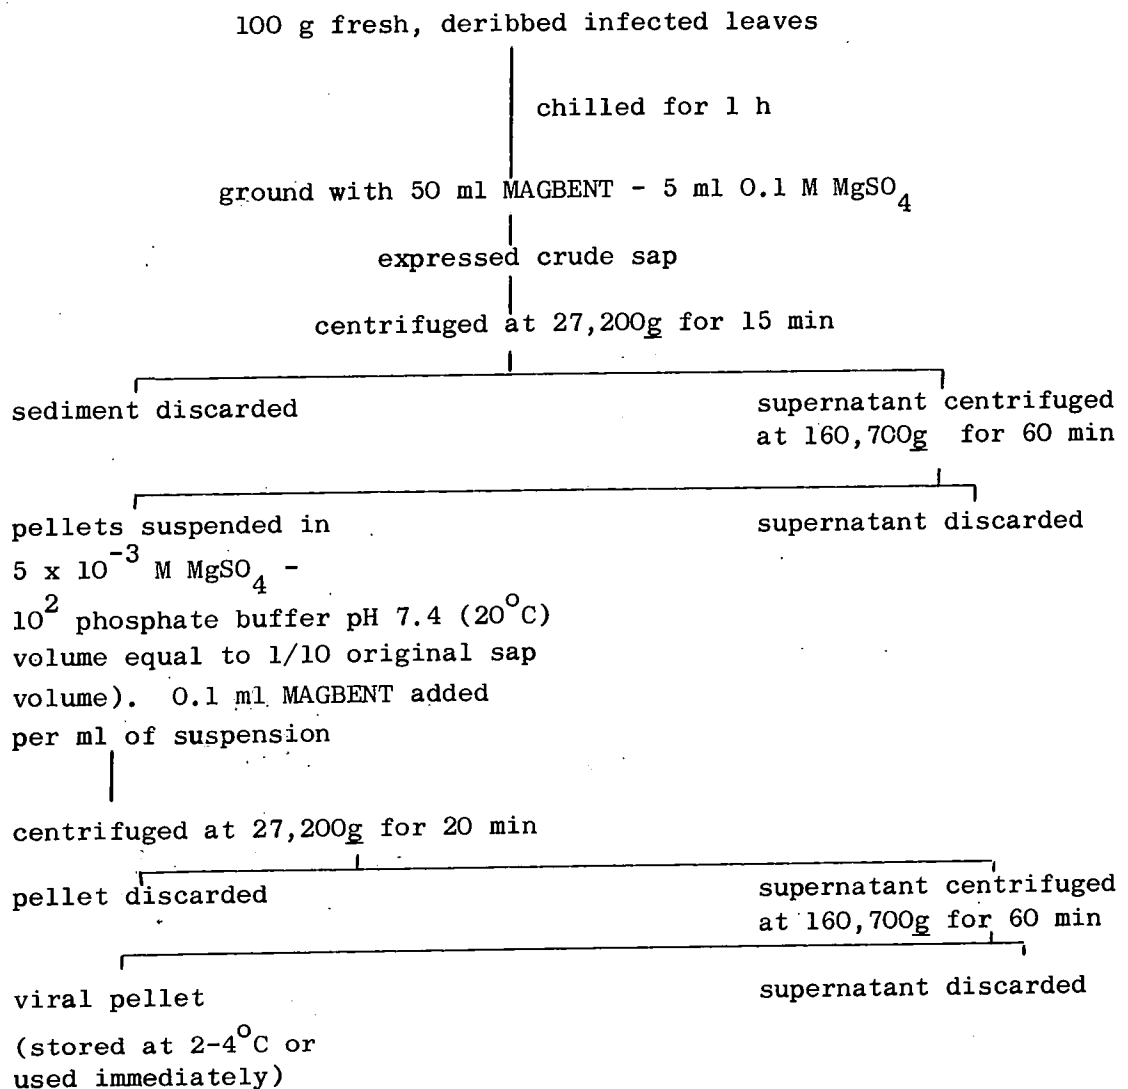 100 g fresh, deribbed infected leaves
chilled for 1 h
ground with 50 ml MAGBENT - 5 ml 0.1 M MgSO₄
expressed crude sap
centrifuged at 27,200g for 15 min
sediment discarded
supernatant centrifuged
at 160,700g for 60 min
pellets suspended in
5 x 10⁻³ M MgSO₄ -
10² phosphate buffer pH 7.4 (20°C)
volume equal to 1/10 original sap
volume). 0.1 ml MAGBENT added
per ml of suspension
supernatant discarded
centrifuged at 27,200g for 20 min
pellet discarded
supernatant centrifuged
at 160,700g for 60 min
viral pellet
(stored at 2-4°C or
used immediately)
supernatant discarded